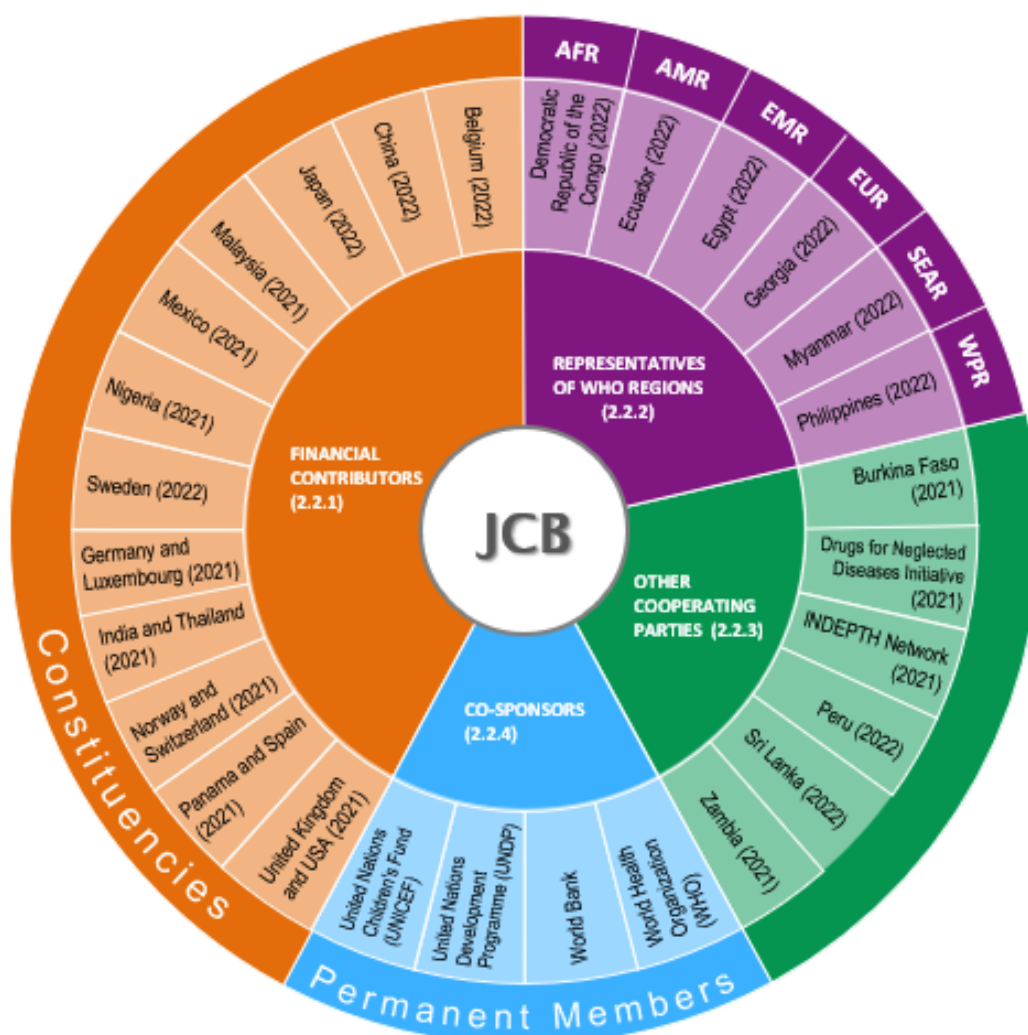 JCB
REPRESENTATIVES
OF WHO REGIONS
(2.2.2)
AFR
AMR
EMR
EUR
SEAR
WPR
Democratic
Republic of the
Congo (2022)
Ecuador (2022)
Egypt (2022)
Georgia (2022)
Myanmar (2022)
Philippines (2022)
OTHER
COOPERATING
PARTIES (2.2.3)
Burkina Faso
(2021)
Drugs for Neglected
Diseases Initiative
(2021)
INDEPTH Network
(2021)
Peru (2022)
Sri Lanka (2022)
Zambia (2021)
CO-SPONSORS
(2.2.4)
World Health
Organization
(WHO)
World Bank
United Nations
Development
Programme (UNDP)
United Nations
Children's Fund
(UNICEF)
Permanent Members
FINANCIAL
CONTRIBUTORS
(2.2.1)
United Kingdom
and USA (2021)
Panama and Spain
(2021)
Norway and
Switzerland (2021)
India and Thailand
(2021)
Germany and
Luxembourg (2021)
Sweden (2022)
Nigeria (2021)
Mexico (2021)
Malaysia (2021)
Japan (2022)
China (2022)
Belgium (2022)
Constituencies